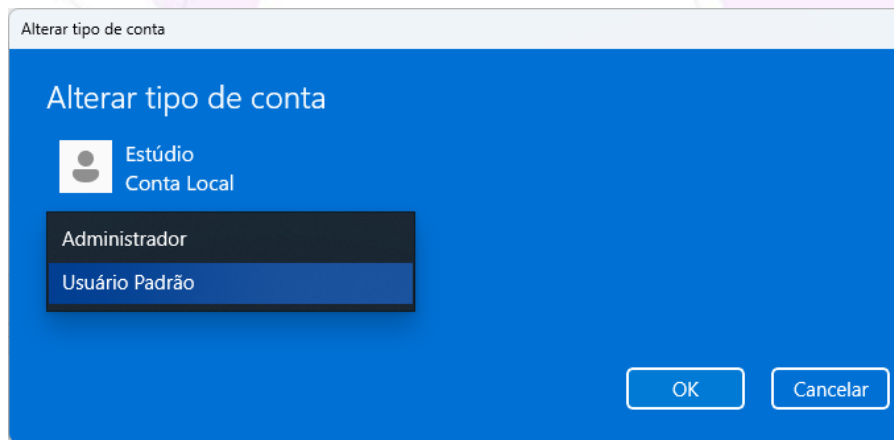 Alterar tipo de conta
Alterar tipo de conta
Estúdio
Conta Local
Administrador
Usuário Padrão
OK
Cancelar